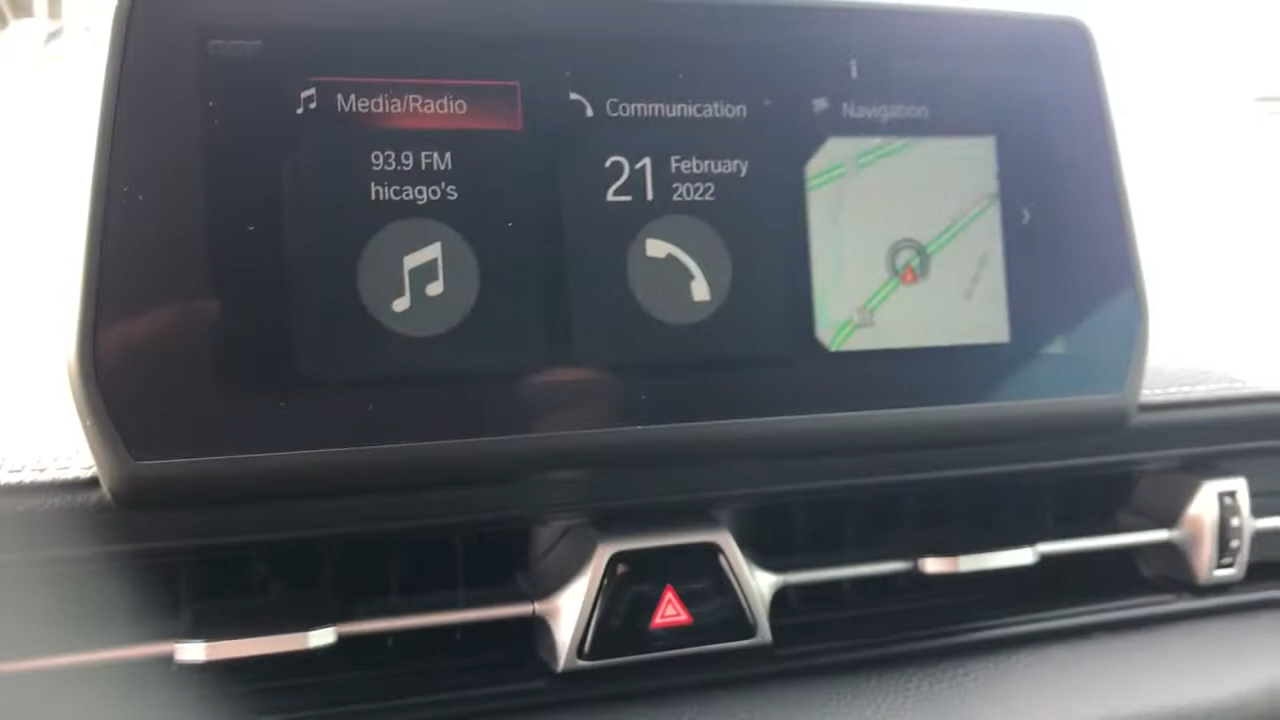 Media/Radio
Communication
Navigation
93.9 FM
hicago's
21
February
2022